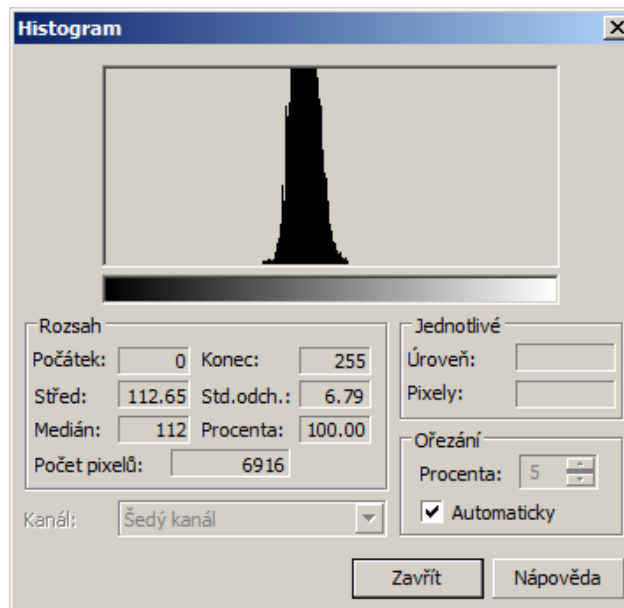 Histogram
Rozsah
Počátek: 0 Konec: 255
Střed: 112.65 Std.odch.: 6.79
Medián: 112 Procenta: 100.00
Počet pixelů: 6916
Jednotlivé
Úroveň:
Pixely:
Ořezání
Procenta: 5
Automaticky
Kanál: Šedý kanál
Zavřít Nápověda